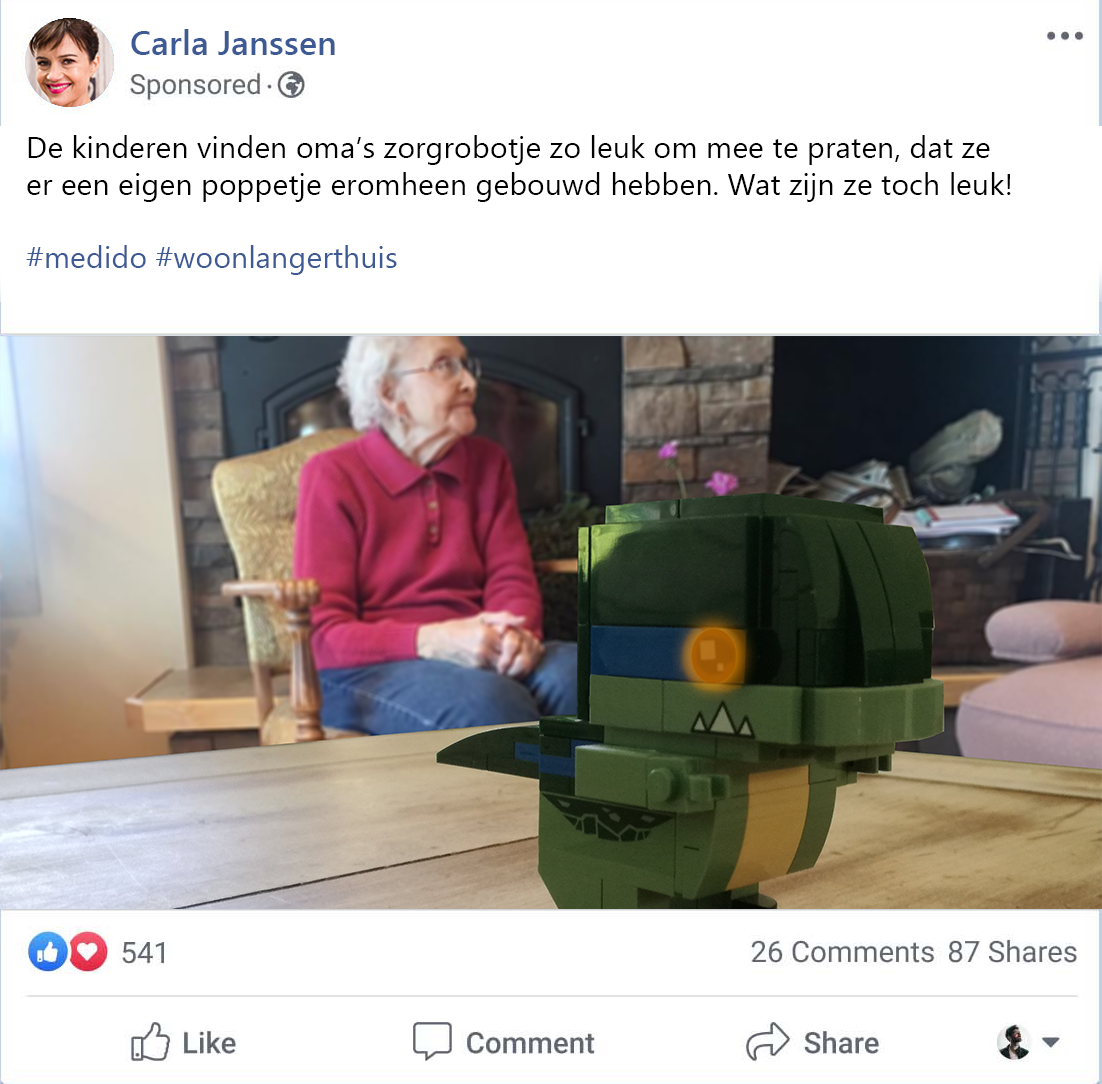 Carla Janssen
Sponsored ·
De kinderen vinden oma's zorgrobotje zo leuk om mee te praten, dat ze
er een eigen poppetje eromheen gebouwd hebben. Wat zijn ze toch leuk!
#medido #woonlangerthuis
541
26 Comments 87 Shares
Like Comment Share